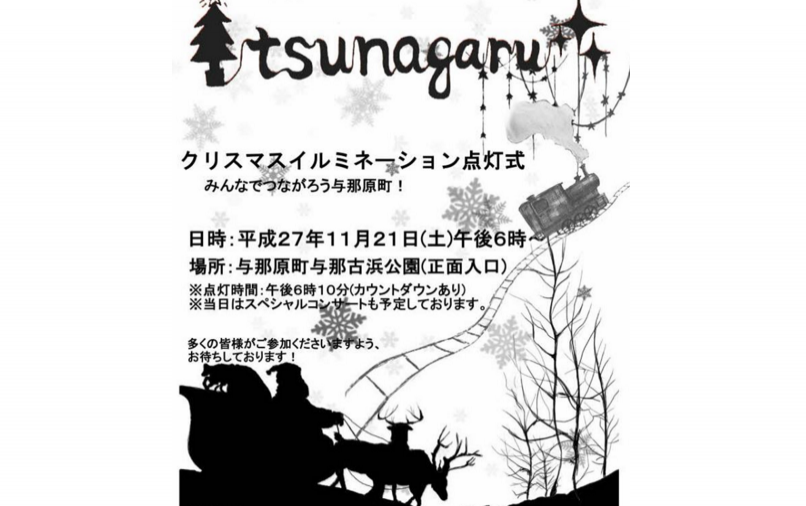 tsunagaru
クリスマスイルミネーション点灯式
みんなでつながろう与那原町！
日時：平成27年11月21日(土)午後6時～
場所：与那原町与那古浜公園(正面入口)
※点灯時間：午後6時10分(カウントダウンあり)
※当日はスペシャルコンサートも予定しております。
多くの皆様がご参加くださいますよう、
お待ちしております！